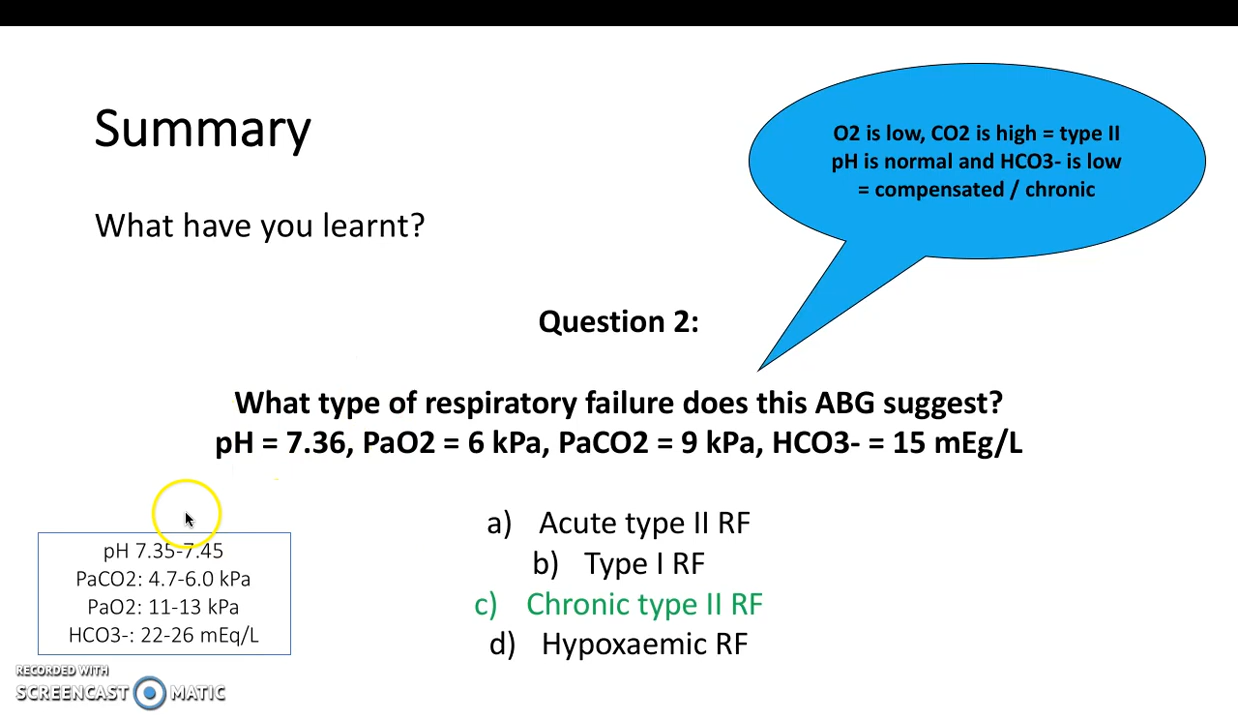 Summary
O2 is low, CO2 is high = type II
pH is normal and HCO3- is low
= compensated / chronic
What have you learnt?
Question 2:
What type of respiratory failure does this ABG suggest?
pH = 7.36, PaO2 = 6 kPa, PaCO2 = 9 kPa, HCO3- = 15 mEg/L
a) Acute type II RF
b) Type I RF
c) Chronic type II RF
d) Hypoxaemic RF
pH 7.35-7.45
PaCO2: 4.7-6.0 kPa
PaO2: 11-13 kPa
HCO3-: 22-26 mEq/L
RECORDED WITH
SCREENCAST MATIC